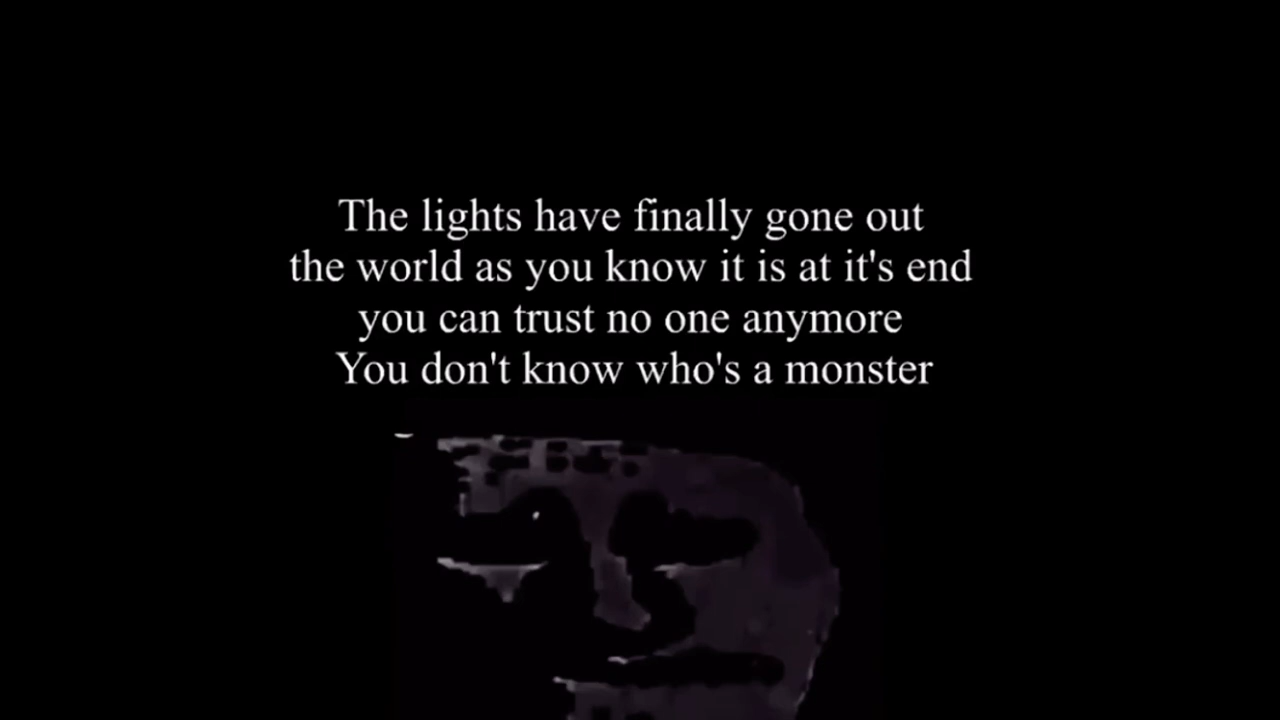 The lights have finally gone out
the world as you know it is at it's end
you can trust no one anymore
You don't know who's a monster